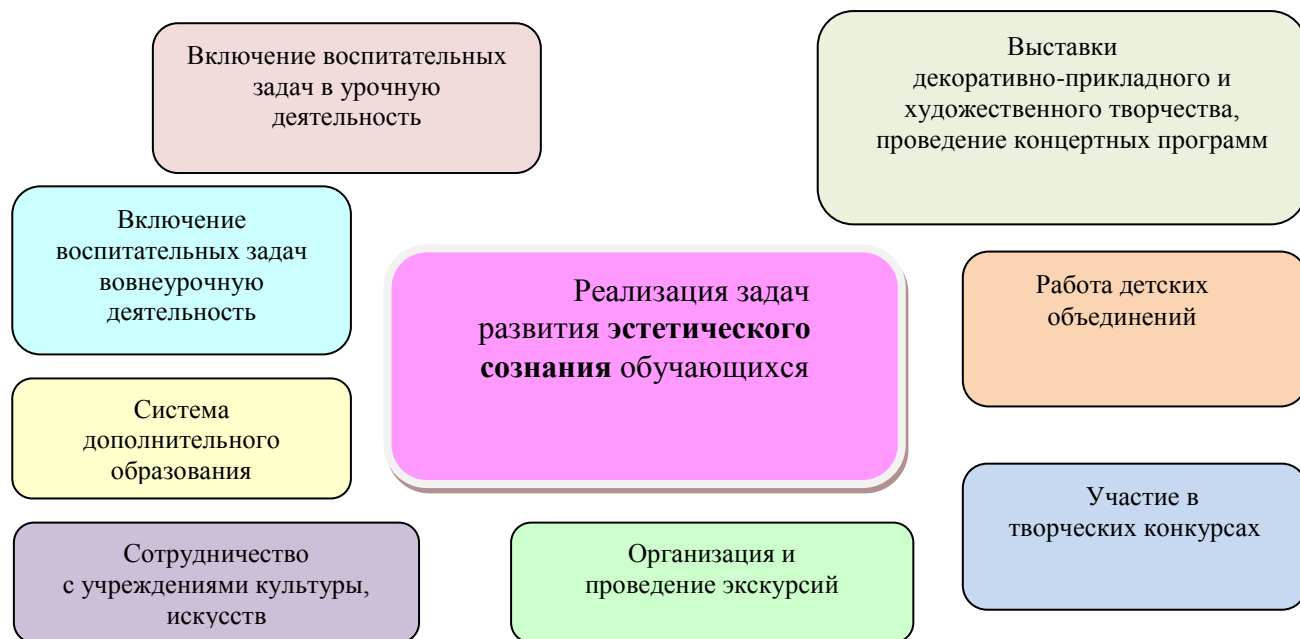 Включение воспитательных
задач в урочную
деятельность
Выставки
декоративно-прикладного и
художественного творчества,
проведение концертных программ
Включение
воспитательных задач
вовнеурочную
деятельность
Реализация задач
развития эстетического
сознания обучающихся
Работа детских
объединений
Система
дополнительного
образования
Участие в
творческих конкурсах
Сотрудничество
с учреждениями культуры,
искусств
Организация и
проведение экскурсий